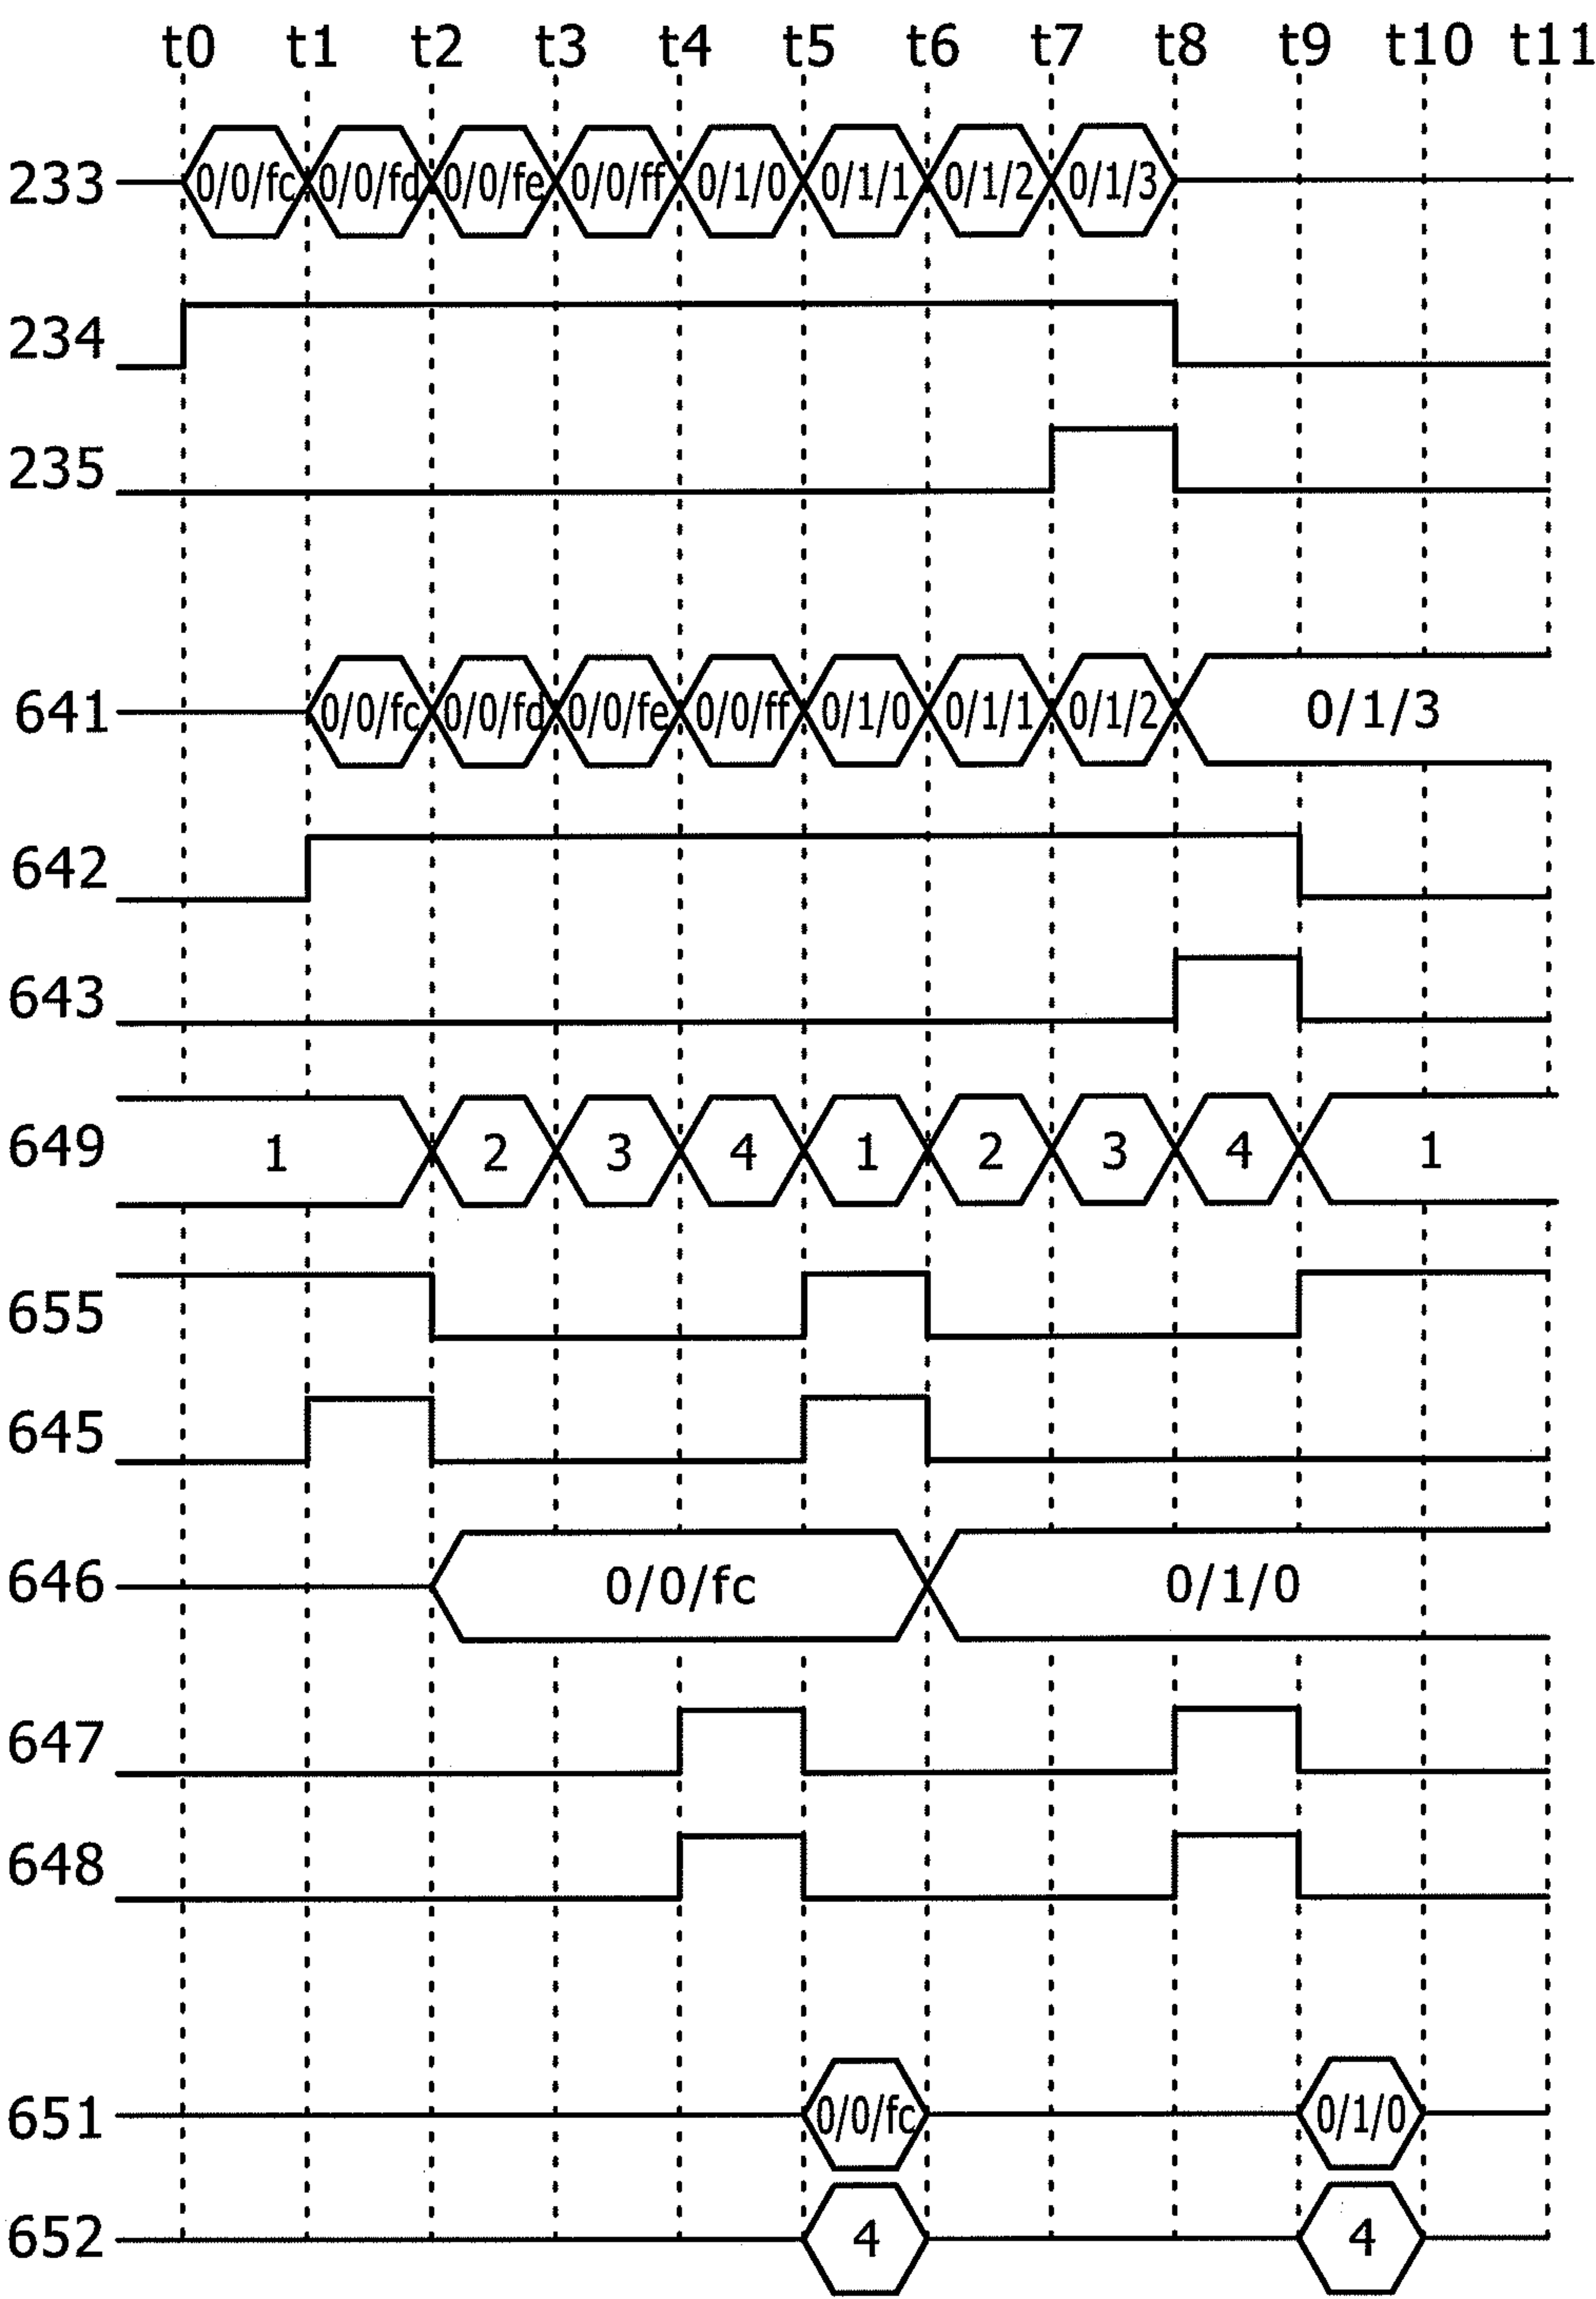 t0 t1 t2 t3 t4 t5 t6 t7 t8 t9 t10 t11
233 0/0/fc 0/0/fd 0/0/fe 0/0/ff 0/1/0 0/1/1 0/1/2 0/1/3
234
235
641 0/0/fc 0/0/fd 0/0/fe 0/0/ff 0/1/0 0/1/1 0/1/2 0/1/3
642
643
649 1 2 3 4 1 2 3 4 1
655
645
646 0/0/fc 0/1/0
647
648
651 0/0/fc 0/1/0
652 4 4